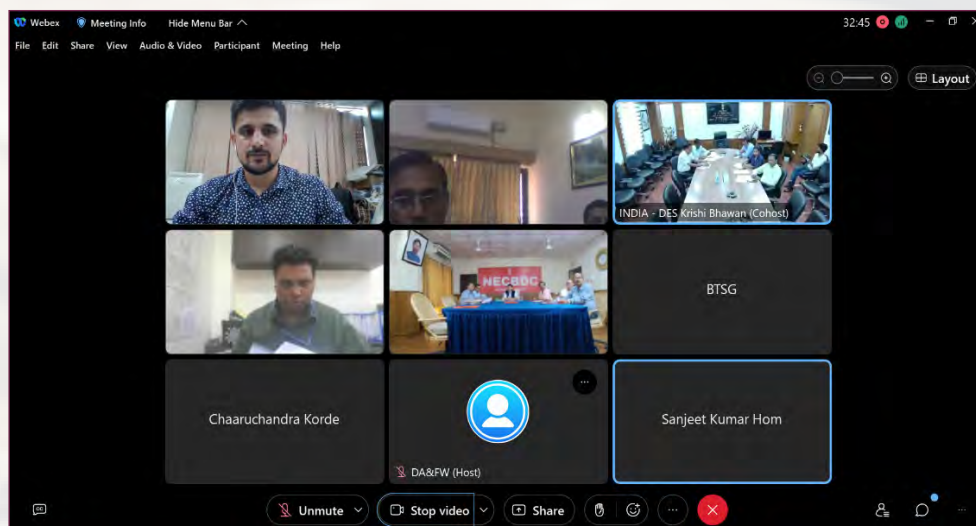 Webex Meeting Info Hide Menu Bar 32:45
File Edit Share View Audio & Video Participant Meeting Help
Layout
INDIA - DES Krishi Bhawan (Cohost)
NECBDC
BTSG
Chaaruchandra Korde
DA&FW (Host)
Sanjeet Kumar Hom
CC Unmute Stop video Share